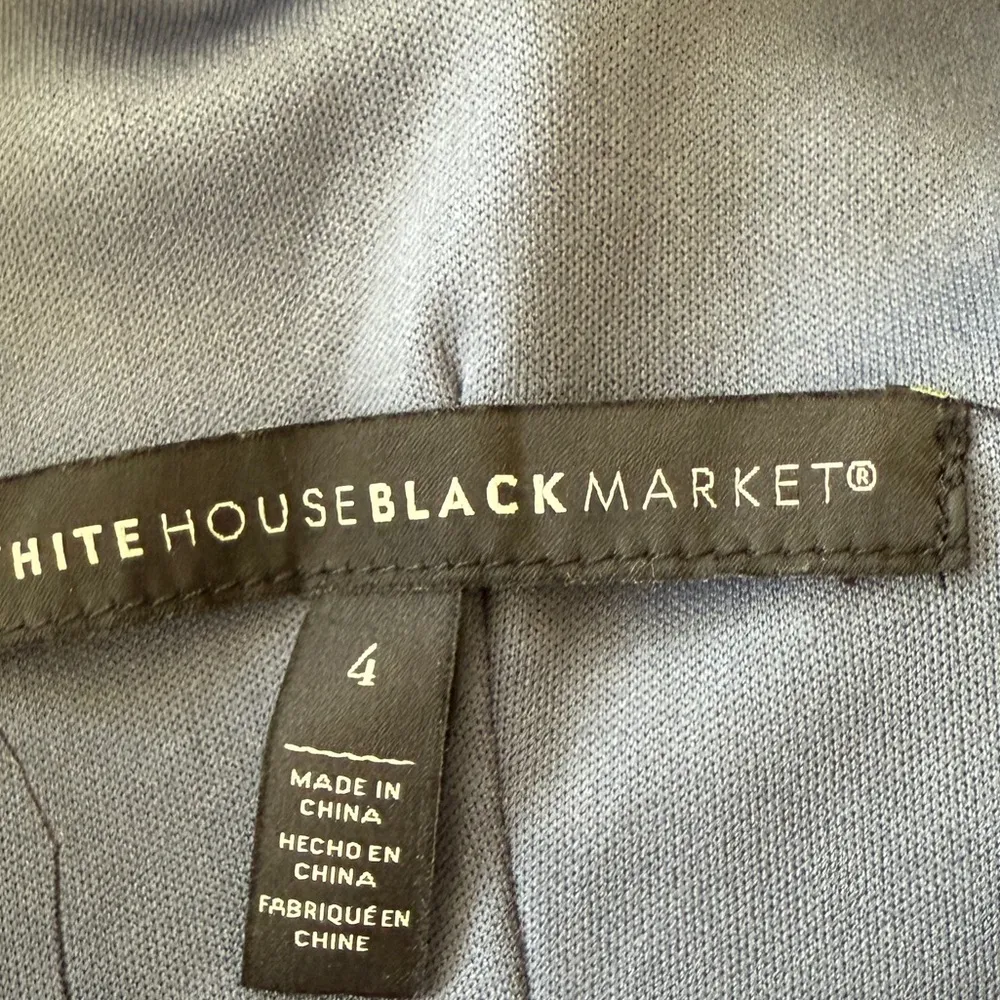 HITE HOUSEBLACKMARKET®
4
MADE IN
CHINA
HECHO EN
CHINA
FABRIQUÉ EN
CHINE